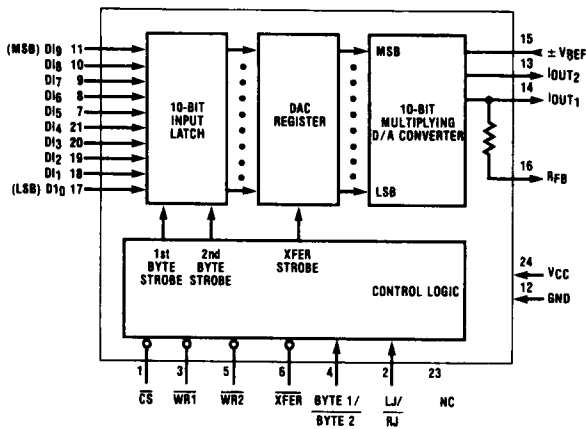 (MSB) DI9 11
DI8 10
DI7 9
DI6 8
DI5 7
DI4 21
DI3 20
DI2 19
DI1 18
(LSB) D10 17
10-BIT
INPUT
LATCH
DAC
REGISTER
MSB
10-BIT
MULTIPLYING
D/A CONVERTER
LSB
15
± VREF
13
IOUT2
14
IOUT1
16
RFB
24
VCC
12
GND
1st
BYTE
STROBE
2nd
BYTE
STROBE
XFER
STROBE
CONTROL LOGIC
1 3 5 6 4 2 23
CS WR1 WR2 XFER BYTE 1/ LJ/ NC
BYTE 2 RJ